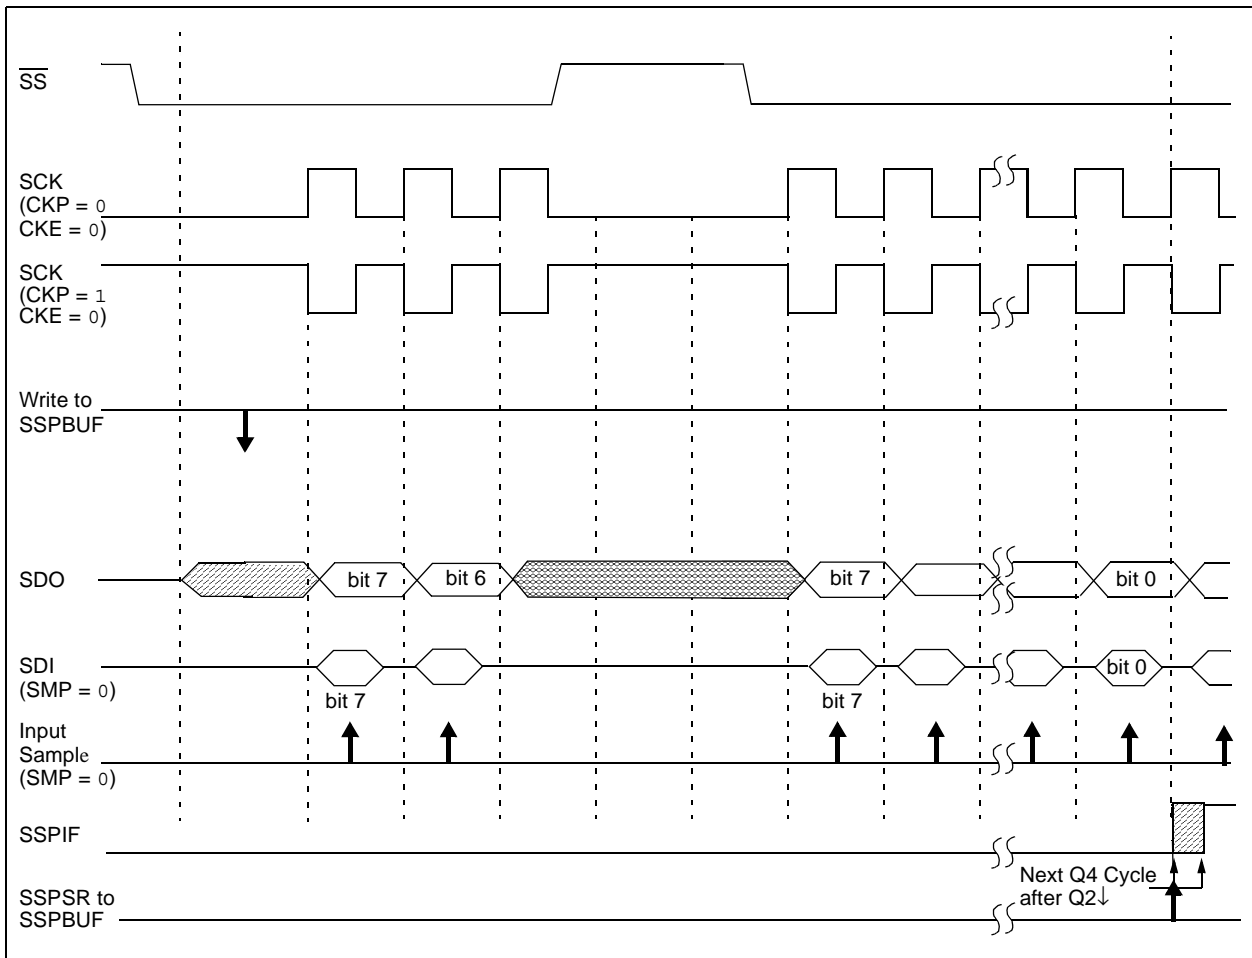 SS
SCK
(CKP = 0
CKE = 0)
SCK
(CKP = 1
CKE = 0)
Write to
SSPBUF
SDO
bit 7
bit 6
bit 7
bit 0
SDI
(SMP = 0)
bit 0
bit 7
bit 7
Input
Sample
(SMP = 0)
SSPIF
Next Q4 Cycle
after Q2↓
SSPSR to
SSPBUF